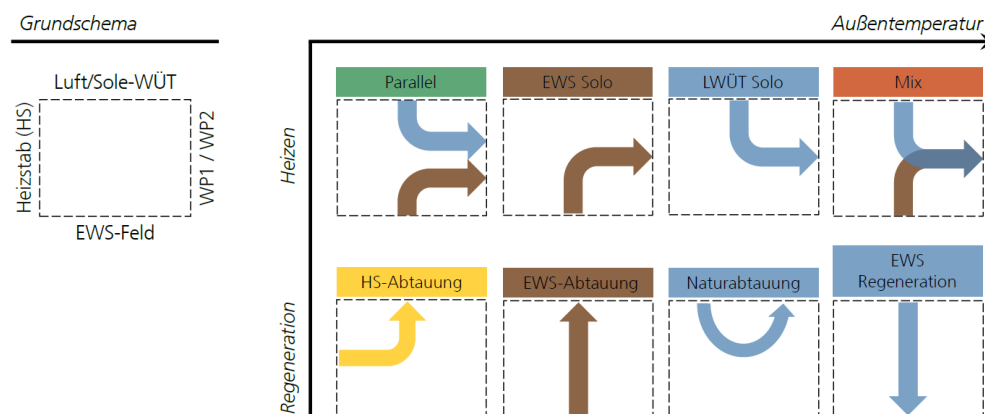 Grundschema
Außentemperatur
Luft/Sole-WÜT
Heizstab (HS)
WP1 / WP2
EWS-Feld
Heizen
Parallel
EWS Solo
LWÜT Solo
Mix
Regeneration
HS-Abtauung
EWS-Abtauung
Naturabtauung
EWS
Regeneration